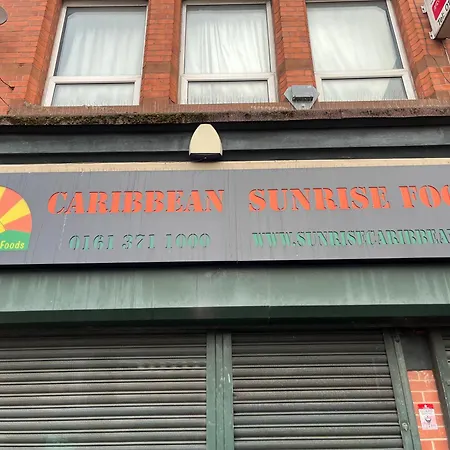 CARIBBEAN SUNRISE FOO
0161 371 1000
WWW.SUNRISECARIBBEA
Foods